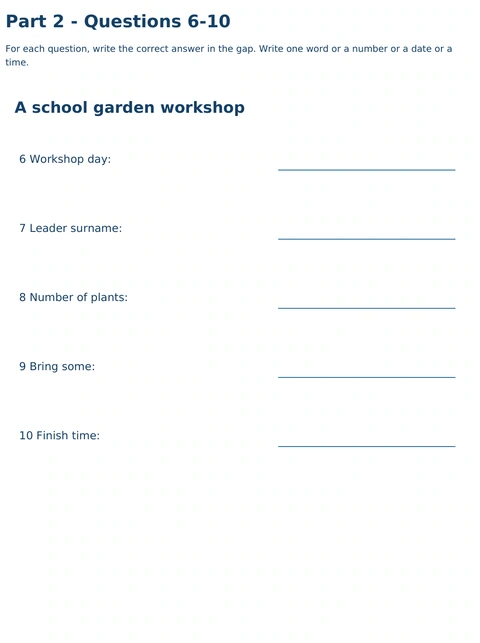 Part 2 - Questions 6-10
For each question, write the correct answer in the gap. Write one word or a number or a date or a
time.
A school garden workshop
6 Workshop day:
7 Leader surname:
8 Number of plants:
9 Bring some:
10 Finish time: